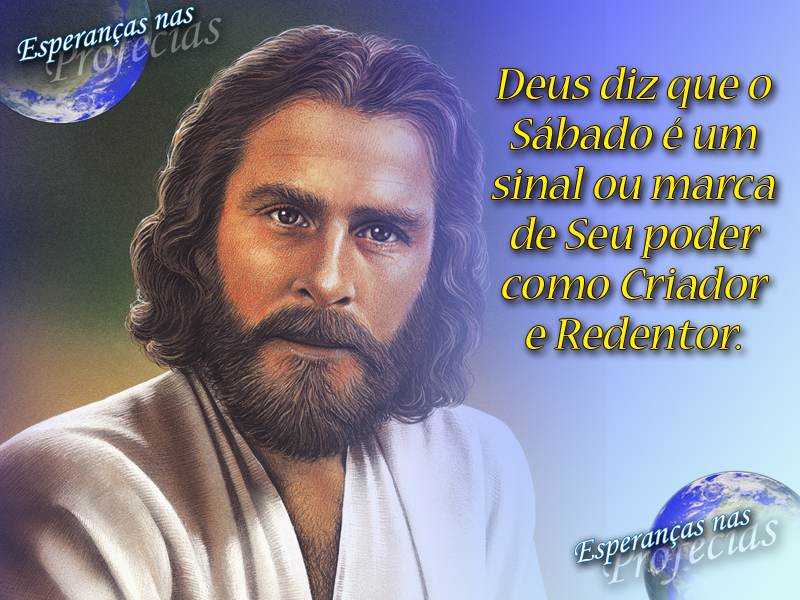 Esperanças nas
Profecias
Deus diz que o
Sábado é um
sinal ou marca
de Seu poder
como Criador
e Redentor.
Esperanças nas
Profecias